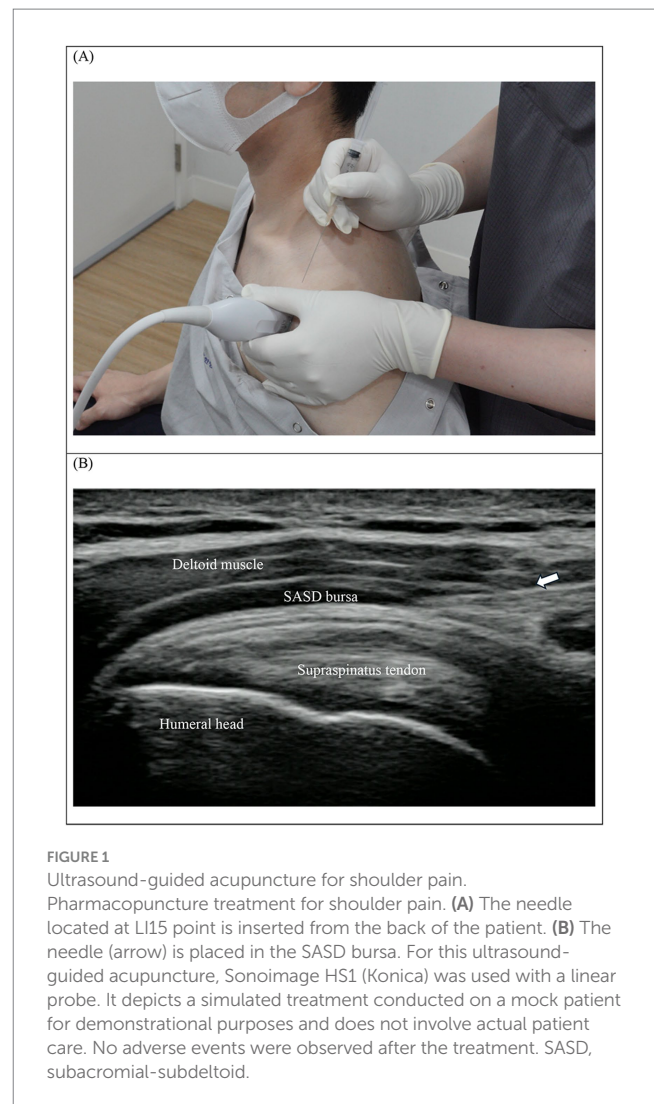 (A)
(B)
Deltoid muscle
SASD bursa
Supraspinatus tendon
Humeral head
FIGURE 1
Ultrasound-guided acupuncture for shoulder pain.
Pharmacopuncture treatment for shoulder pain. (A) The needle
located at LI15 point is inserted from the back of the patient. (B) The
needle (arrow) is placed in the SASD bursa. For this ultrasound-
guided acupuncture, Sonoimage HS1 (Konica) was used with a linear
probe. It depicts a simulated treatment conducted on a mock patient
for demonstrational purposes and does not involve actual patient
care. No adverse events were observed after the treatment. SASD,
subacromial-subdeltoid.